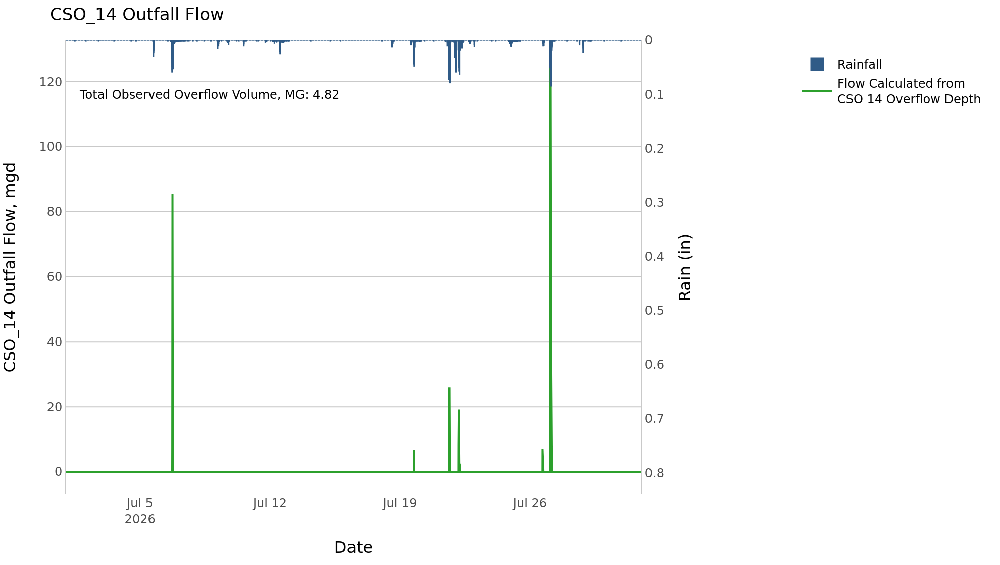 CSO_14 Outfall Flow
Rainfall
Flow Calculated from
CSO 14 Overflow Depth
Total Observed Overflow Volume, MG: 4.82
CSO_14 Outfall Flow, mgd
120
100
80
60
40
20
0
0
0.1
0.2
0.3
0.4
0.5
0.6
0.7
0.8
Rain (in)
Jul 5
2026
Jul 12
Jul 19
Jul 26
Date